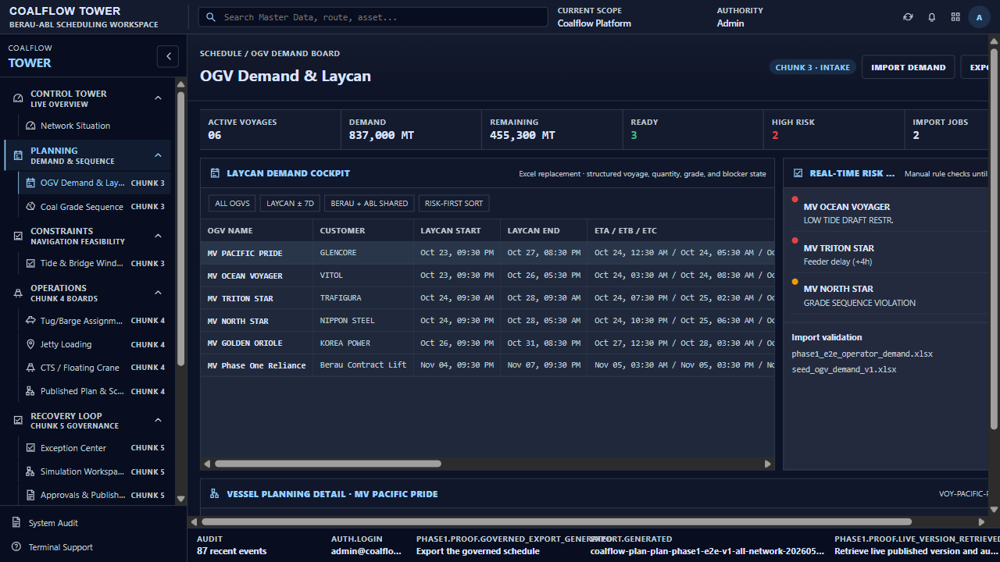 COALFLOW TOWER
BERAU-ABL SCHEDULING WORKSPACE
Search Master Data, route, asset...
CURRENT SCOPE
Coalflow Platform
AUTHORITY
Admin
A
COALFLOW
TOWER
CONTROL TOWER
LIVE OVERVIEW
Network Situation
PLANNING
DEMAND & SEQUENCE
OGV Demand & Lay... CHUNK 3
Coal Grade Sequence CHUNK 3
CONSTRAINTS
NAVIGATION FEASIBILITY
Tide & Bridge Wind... CHUNK 3
OPERATIONS
CHUNK 4 BOARDS
Tug/Barge Assignm... CHUNK 4
Jetty Loading CHUNK 4
CTS / Floating Crane CHUNK 4
Published Plan & Sc... CHUNK 4
RECOVERY LOOP
CHUNK 5 GOVERNANCE
Exception Center CHUNK 5
Simulation Workspa... CHUNK 5
Approvals & Publish... CHUNK 5
System Audit
Terminal Support
SCHEDULE / OGV DEMAND BOARD
OGV Demand & Laycan
CHUNK 3 · INTAKE
IMPORT DEMAND
EXPO
ACTIVE VOYAGES
06
DEMAND
837,000 MT
REMAINING
455,300 MT
READY
3
HIGH RISK
2
IMPORT JOBS
2
LAYCAN DEMAND COCKPIT
Excel replacement · structured voyage, quantity, grade, and blocker state
ALL OGVS LAYCAN ± 7D BERAU + ABL SHARED RISK-FIRST SORT
OGV NAME CUSTOMER LAYCAN START LAYCAN END ETA / ETB / ETC
MV PACIFIC PRIDE GLENCORE Oct 23, 09:30 PM Oct 27, 08:30 PM Oct 24, 12:30 AM / Oct 24, 05:30 AM / Oc
MV OCEAN VOYAGER VITOL Oct 23, 09:30 PM Oct 26, 05:30 PM Oct 24, 03:30 AM / Oct 24, 08:30 AM / Oc
MV TRITON STAR TRAFIGURA Oct 24, 09:30 AM Oct 28, 09:30 AM Oct 24, 07:30 PM / Oct 25, 02:30 AM / Oc
MV NORTH STAR NIPPON STEEL Oct 24, 09:30 PM Oct 28, 05:30 AM Oct 24, 10:30 PM / Oct 25, 06:30 AM / Oc
MV GOLDEN ORIOLE KOREA POWER Oct 26, 09:30 PM Oct 31, 08:30 PM Oct 27, 12:30 PM / Oct 28, 03:30 AM / Oc
MV Phase One Reliance Berau Contract Lift Nov 04, 09:30 PM Nov 07, 09:30 PM Nov 05, 03:30 AM / Nov 05, 03:30 PM / No
REAL-TIME RISK ...
Manual rule checks until
MV OCEAN VOYAGER
LOW TIDE DRAFT RESTR.
MV TRITON STAR
Feeder delay (+4h)
MV NORTH STAR
GRADE SEQUENCE VIOLATION
Import validation
phase1_e2e_operator_demand.xlsx
seed_ogv_demand_v1.xlsx
VESSEL PLANNING DETAIL · MV PACIFIC PRIDE
VOY-PACIFIC-P
AUDIT
87 recent events
AUTH.LOGIN
admin@coalflo...
PHASE1.PROOF.GOVERNED_EXPORT_GENERATED
Export the governed schedule
EXPORT.GENERATED
coalflow-plan-plan-phase1-e2e-v1-all-network-202605...
PHASE1.PROOF.LIVE_VERSION_RETRIEVED
Retrieve live published version and au...